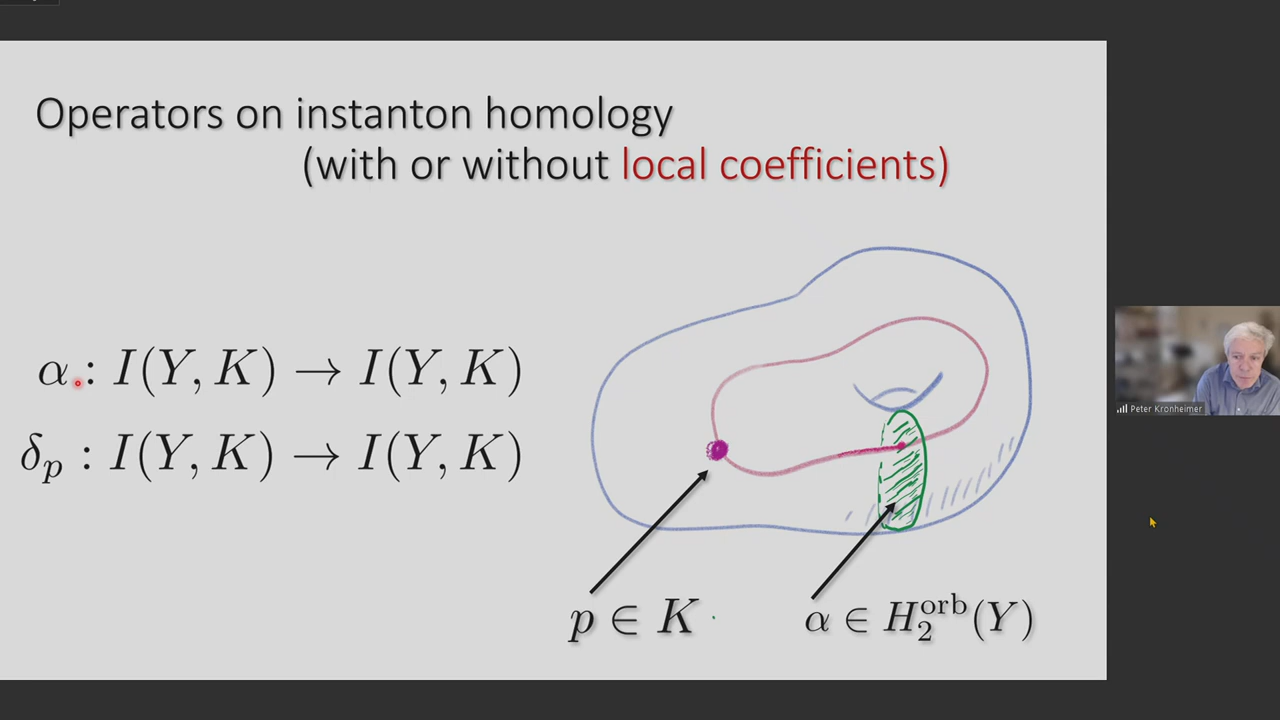 Operators on instanton homology
(with or without local coefficients)
α : I(Y, K) → I(Y, K)
δ_p : I(Y, K) → I(Y, K)
p ∈ K
α ∈ H_2^orb(Y)
Peter Kronheimer